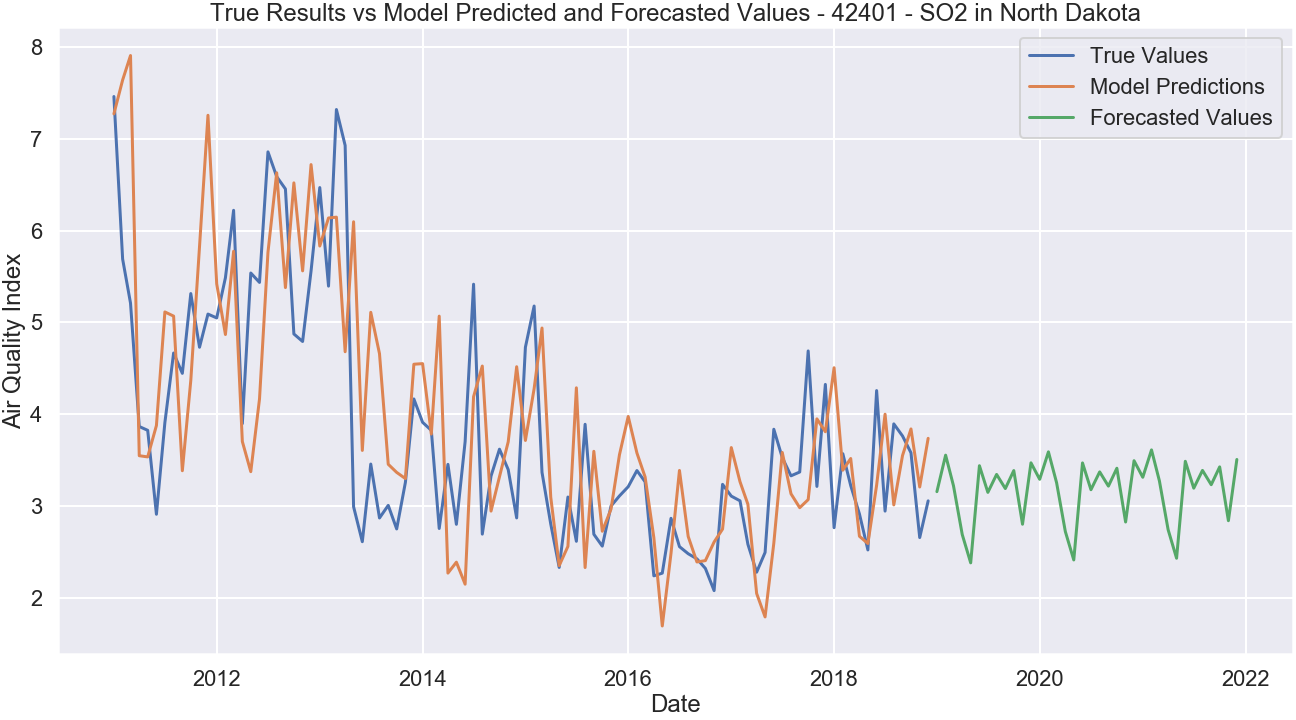 True Results vs Model Predicted and Forecasted Values - 42401 - SO2 in North Dakota
True Values
Model Predictions
Forecasted Values
Air Quality Index
8
7
6
5
4
3
2
2012
2014
2016
2018
2020
2022
Date